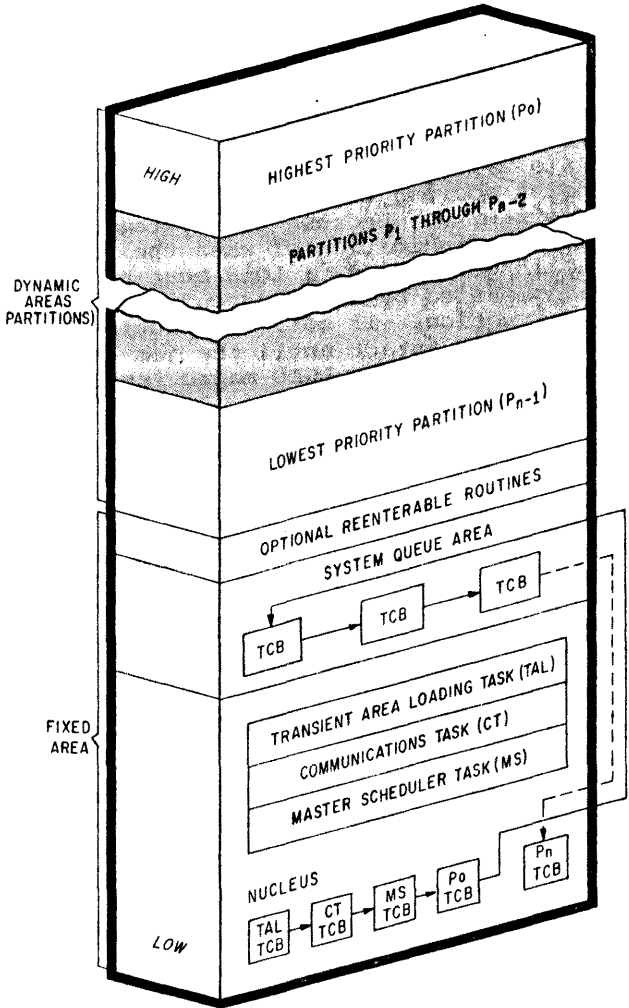 HIGH
HIGHEST PRIORITY PARTITION (Po)
PARTITIONS P1 THROUGH Pn-2
DYNAMIC
AREAS
PARTITIONS)
LOWEST PRIORITY PARTITION (Pn-1)
OPTIONAL REENTERABLE ROUTINES
SYSTEM QUEUE AREA
TCB
TCB
TCB
FIXED
AREA
TRANSIENT AREA LOADING TASK (TAL)
COMMUNICATIONS TASK (CT)
MASTER SCHEDULER TASK (MS)
NUCLEUS
TAL
TCB
CT
TCB
MS
TCB
Po
TCB
Pn
TCB
LOW